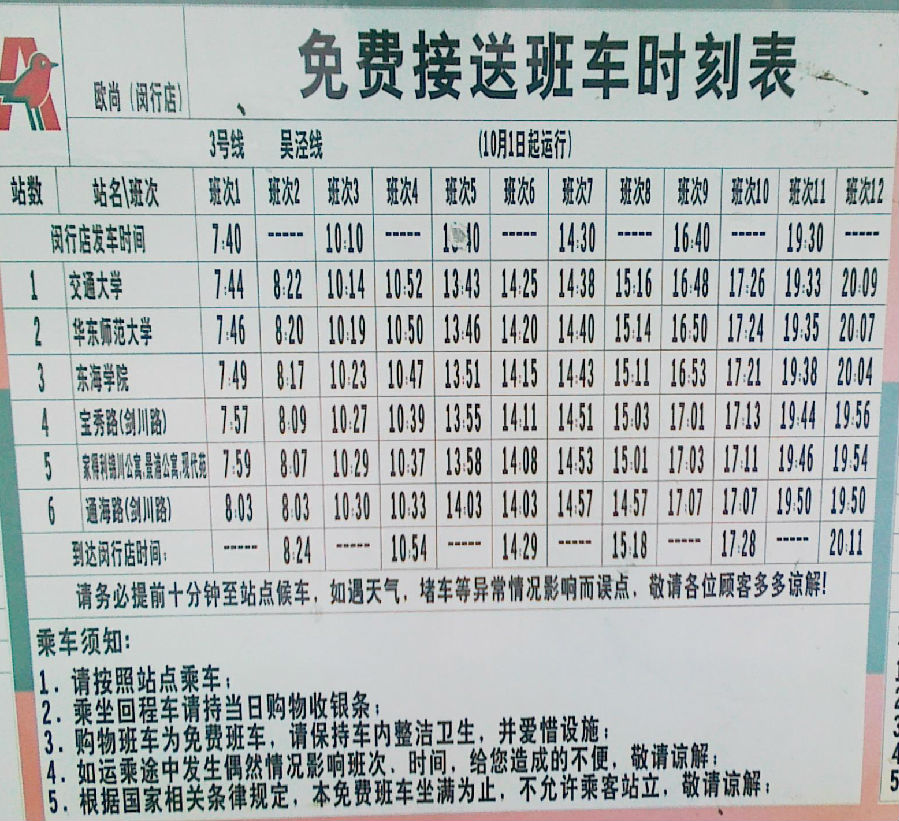 免费接送班车时刻表
欧尚（闵行店）
3号线 吴泾线 (10月1日起运行)
站数 站名\班次 班次1 班次2 班次3 班次4 班次5 班次6 班次7 班次8 班次9 班次10 班次11 班次12
闵行店发车时间 7:40 ----- 10:10 ----- ----- 14:30 ----- 16:40 ----- 19:30 -----
1 交通大学 7:44 8:22 10:14 10:52 13:43 14:25 14:38 15:16 16:48 17:26 19:33 20:09
2 华东师范大学 7:46 8:20 10:19 10:50 13:46 14:20 14:40 15:14 16:50 17:24 19:35 20:07
3 东海学院 7:49 8:17 10:23 10:47 13:51 14:15 14:43 15:11 16:53 17:21 19:38 20:04
4 宝秀路(剑川路) 7:57 8:09 10:27 10:39 13:55 14:11 14:51 15:03 17:01 17:13 19:44 19:56
5 家得利锦川公寓,景浦公寓,现代苑 7:59 8:07 10:29 10:37 13:58 14:08 14:53 15:01 17:03 17:11 19:46 19:54
6 通海路(剑川路) 8:03 8:03 10:30 10:33 14:03 14:03 14:57 14:57 17:07 17:07 19:50 19:50
到达闵行店时间: ----- 8:24 ----- 10:54 ----- 14:29 ----- 15:18 ----- 17:28 ----- 20:11
请务必提前十分钟至站点候车，如遇天气，堵车等异常情况影响而误点，敬请各位顾客多多谅解!
乘车须知:
1. 请按照站点乘车；
2. 乘坐回程车请持当日购物收银条；
3. 购物班车为免费班车，请保持车内整洁卫生，并爱惜设施；
4. 如运乘途中发生偶然情况影响班次，时间，给您造成的不便，敬请谅解；
5. 根据国家相关条律规定，本免费班车坐满为止，不允许乘客站立，敬请谅解；